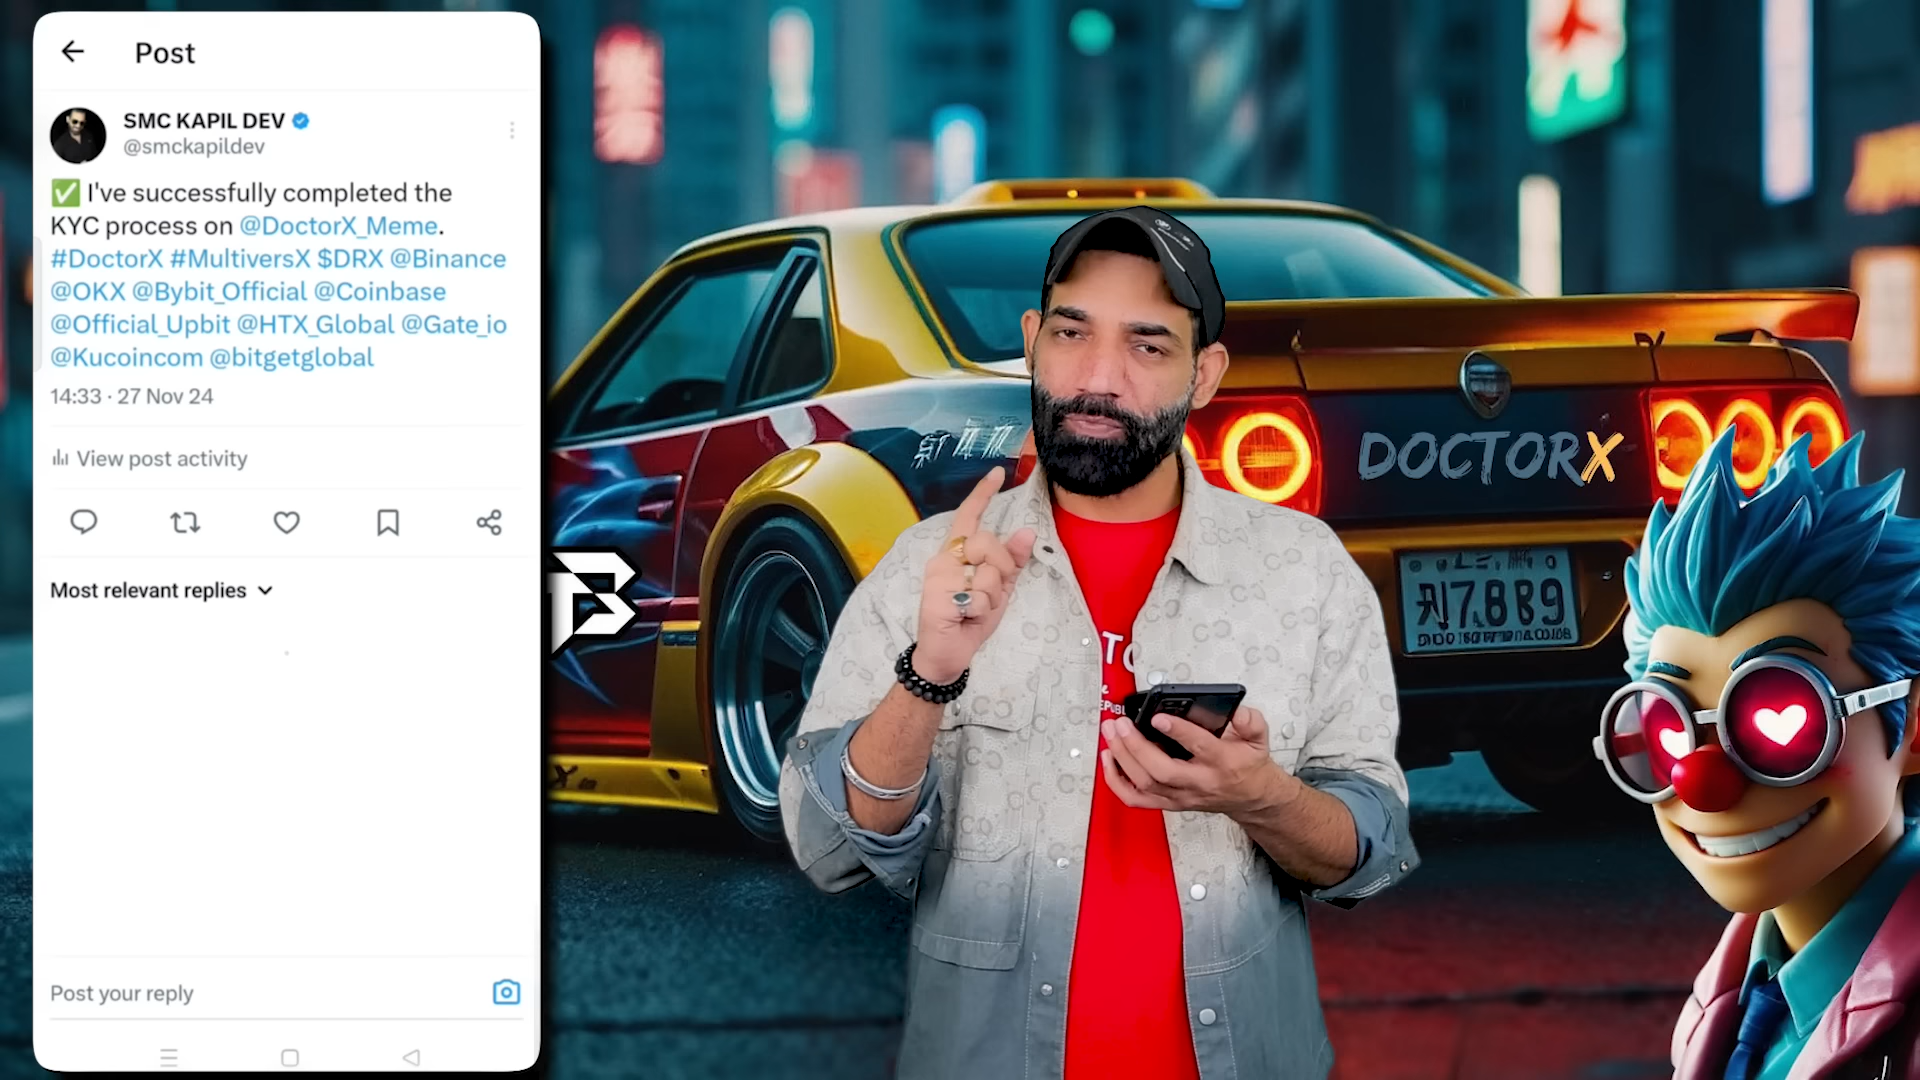 Post
SMC KAPIL DEV
@smckapildev
✅ I've successfully completed the
KYC process on @DoctorX_Meme.
#DoctorX #MultiversX $DRX @Binance
@OKX @Bybit_Official @Coinbase
@Official_Upbit @HTX_Global @Gate_io
@Kucoincom @bitgetglobal
14:33 · 27 Nov 24
View post activity
Most relevant replies
Post your reply
DOCTORX